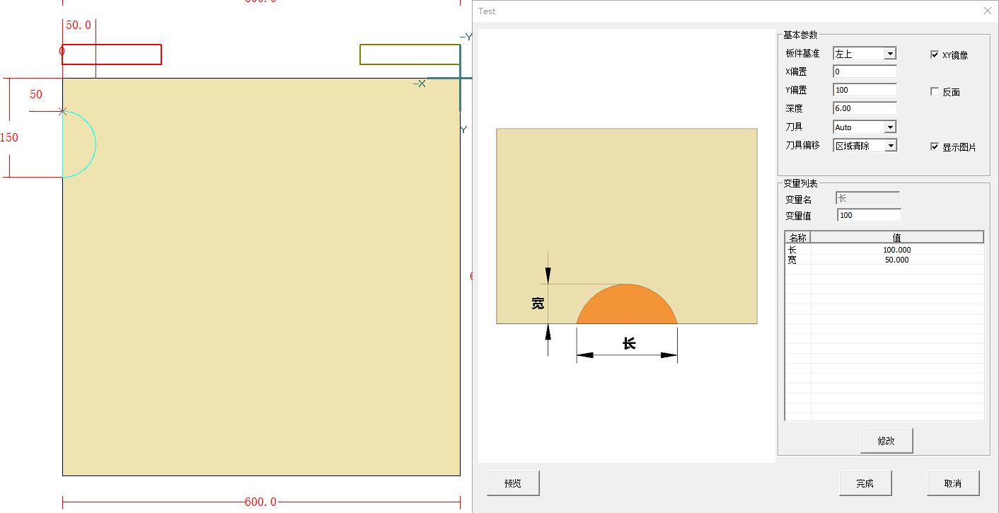 50.0
0
50
150
600.0
-Y
-X
Y
Test
宽
长
基本参数
板件基准 左上 XY镜像
X偏置 0
Y偏置 100 反面
深度 6.00
刀具 Auto
刀具偏移 区域清除 显示图片
变量列表
变量名 长
变量值 100
名称 值
长 100.000
宽 50.000
修改
预览 完成 取消